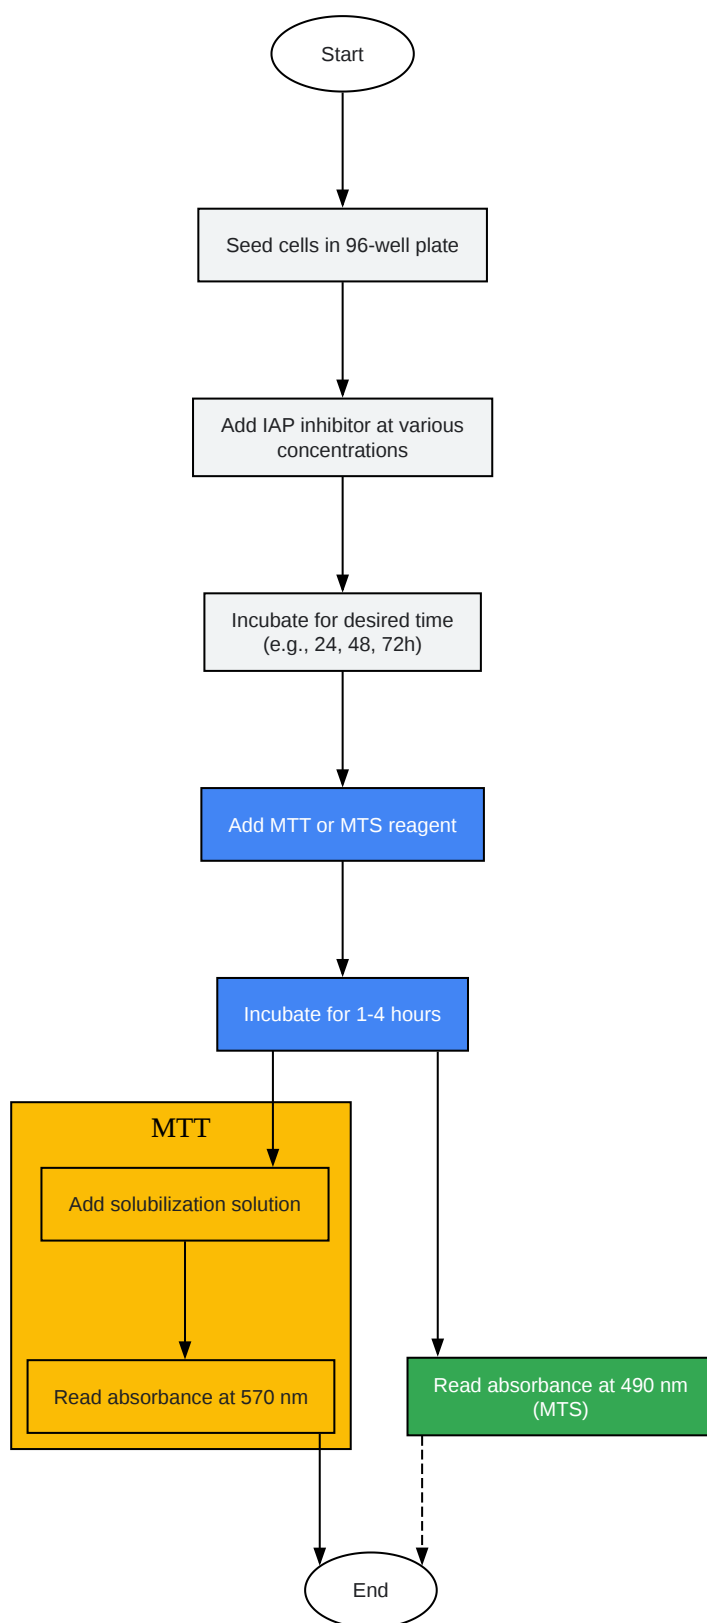 Start
Seed cells in 96-well plate
Add IAP inhibitor at various
concentrations
Incubate for desired time
(e.g., 24, 48, 72h)
Add MTT or MTS reagent
Incubate for 1-4 hours
MTT
Add solubilization solution
Read absorbance at 570 nm
Read absorbance at 490 nm
(MTS)
End